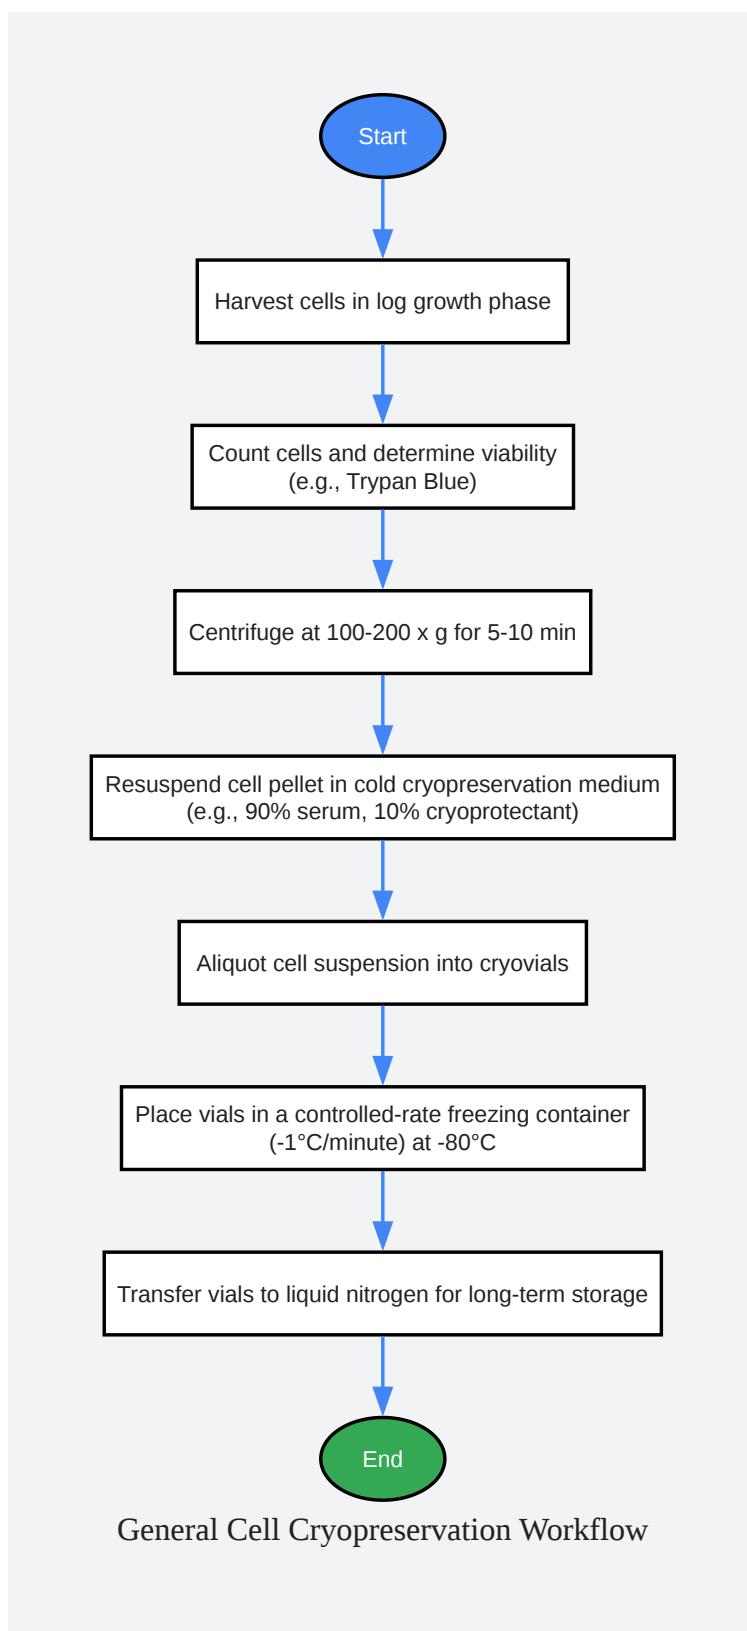 Start
Harvest cells in log growth phase
Count cells and determine viability
(e.g., Trypan Blue)
Centrifuge at 100-200 x g for 5-10 min
Resuspend cell pellet in cold cryopreservation medium
(e.g., 90% serum, 10% cryoprotectant)
Aliquot cell suspension into cryovials
Place vials in a controlled-rate freezing container
(-1°C/minute) at -80°C
Transfer vials to liquid nitrogen for long-term storage
End
General Cell Cryopreservation Workflow